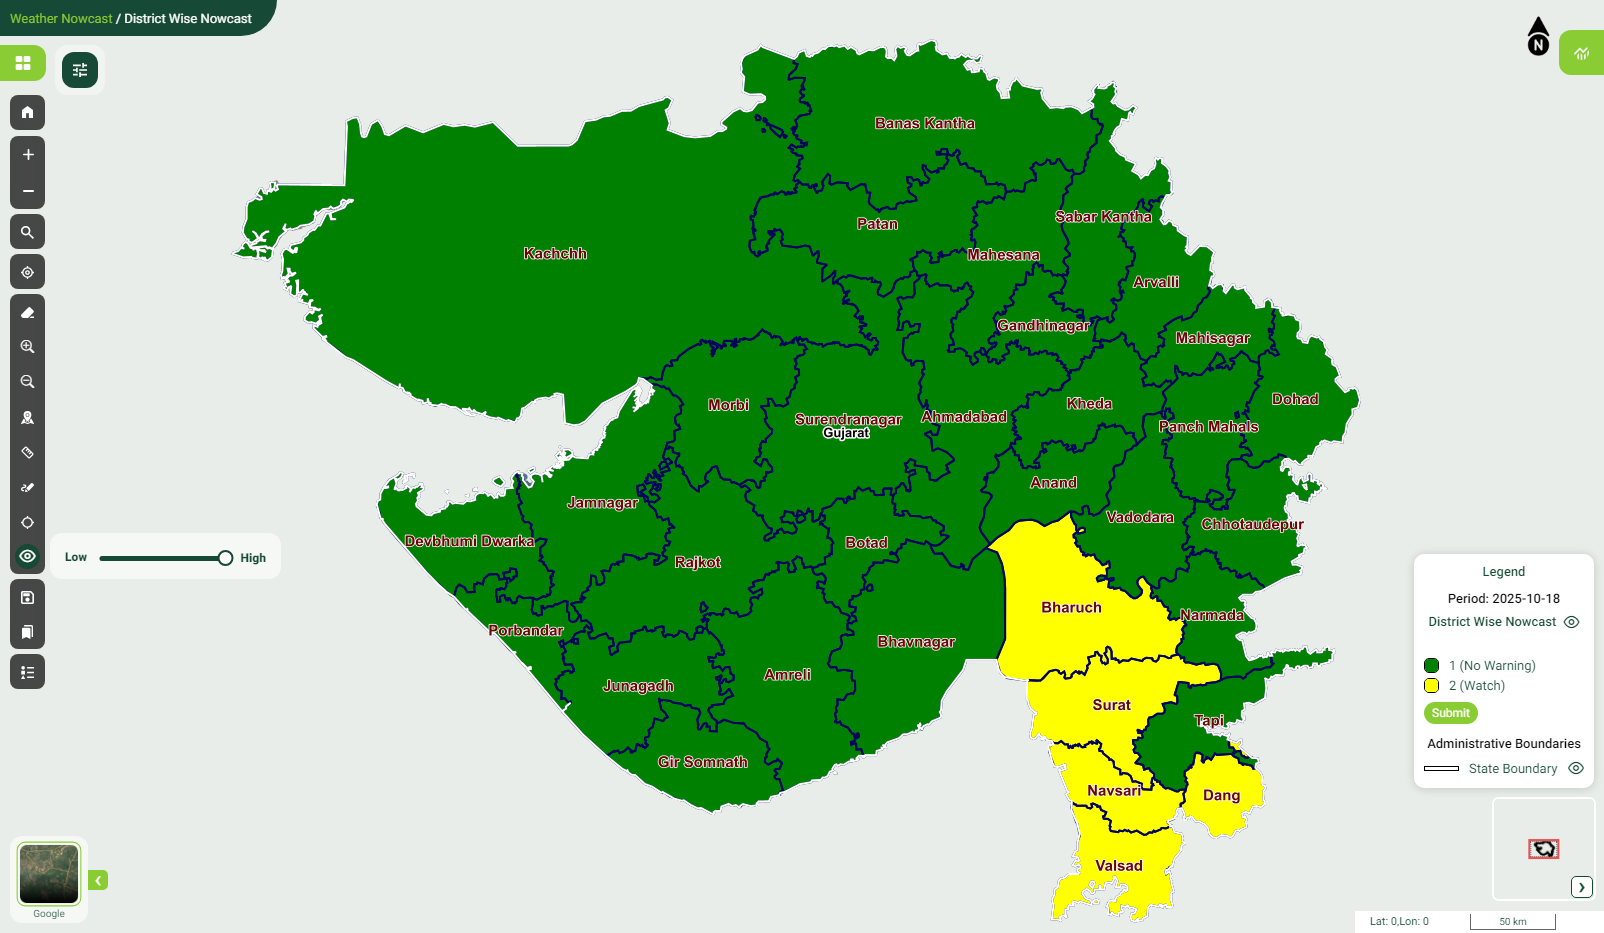 Weather Nowcast / District Wise Nowcast
N
Banas Kantha
Patan
Sabar Kantha
Kachchh
Mahesana
Arvalli
Gandhinagar
Mahisagar
Morbi
Surendranagar
Gujarat
Ahmadabad
Kheda
Dohad
Panch Mahals
Jamnagar
Anand
Vadodara
Chhotaudepur
Devbhumi Dwarka
Botad
Rajkot
Low
High
Bharuch
Narmada
Porbandar
Bhavnagar
Junagadh
Amreli
Surat
Tapi
Gir Somnath
Navsari
Dang
Valsad
Legend
Period: 2025-10-18
District Wise Nowcast
1 (No Warning)
2 (Watch)
Submit
Administrative Boundaries
State Boundary
Google
Lat: 0,Lon: 0
50 km